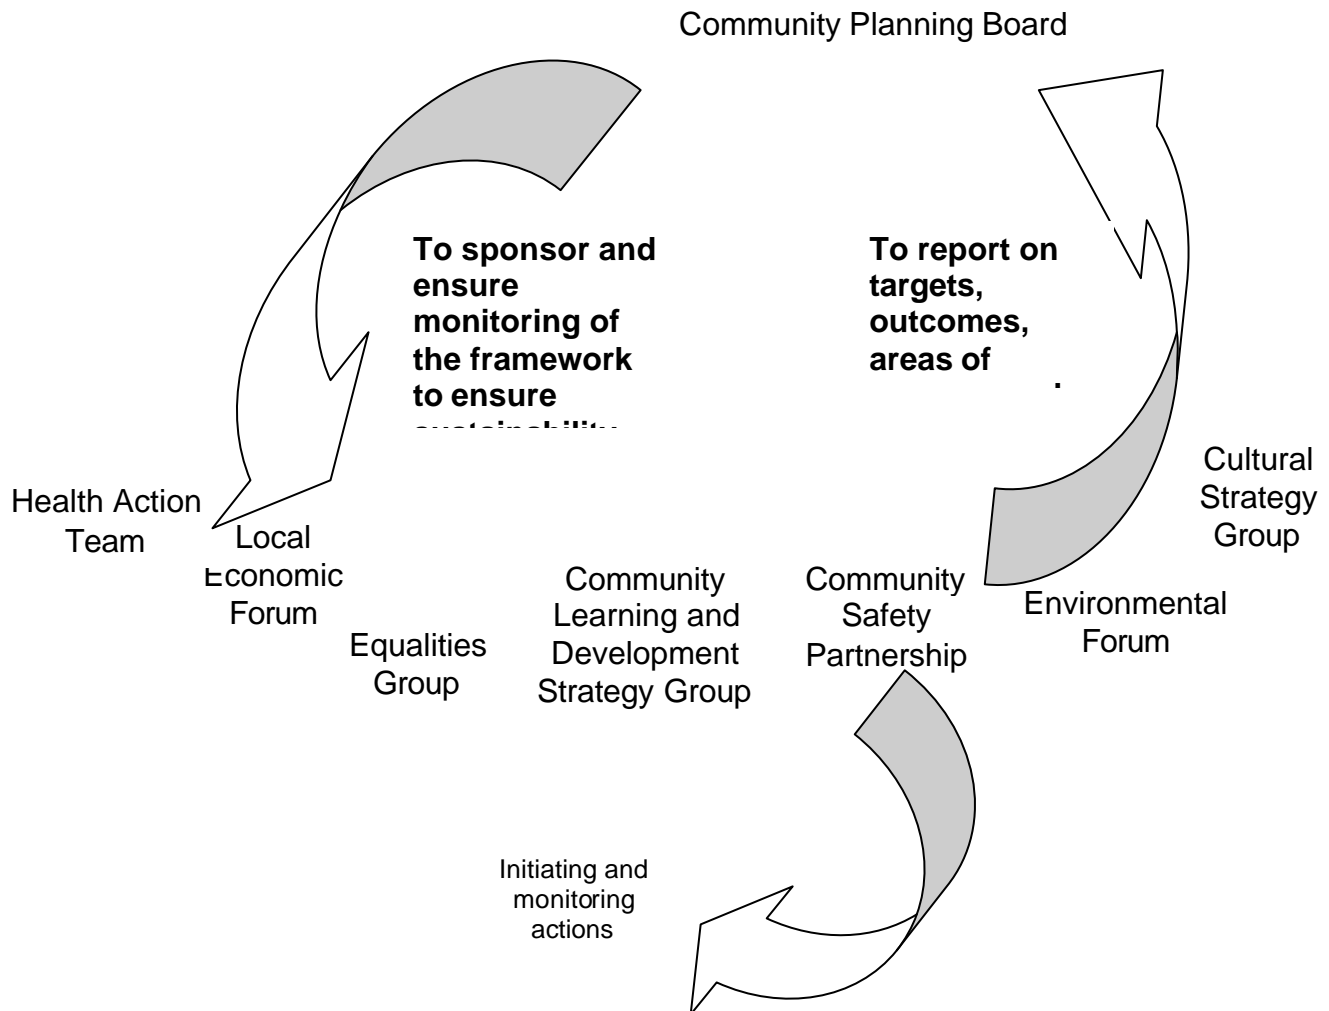 Community Planning Board
To sponsor and
ensure
monitoring of
the framework
to ensure
sustainability
To report on
targets,
outcomes,
areas of
Health Action
Team
Local
Economic
Forum
Equalities
Group
Community
Learning and
Development
Strategy Group
Community
Safety
Partnership
Environmental
Forum
Cultural
Strategy
Group
Initiating and
monitoring
actions